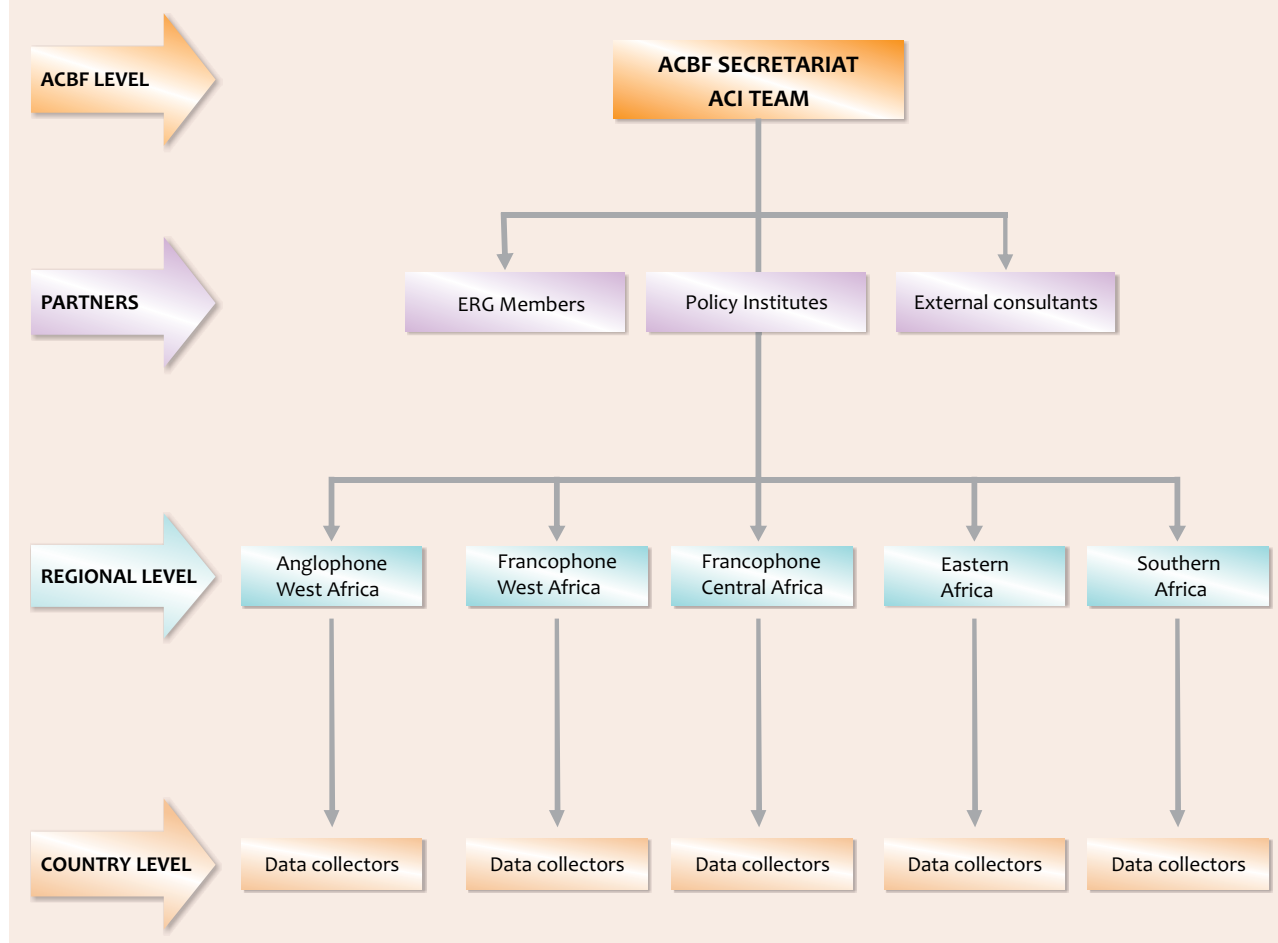 ACBF LEVEL
ACBF SECRETARIAT
ACI TEAM
PARTNERS
ERG Members
Policy Institutes
External consultants
REGIONAL LEVEL
Anglophone
West Africa
Francophone
West Africa
Francophone
Central Africa
Eastern
Africa
Southern
Africa
COUNTRY LEVEL
Data collectors
Data collectors
Data collectors
Data collectors
Data collectors